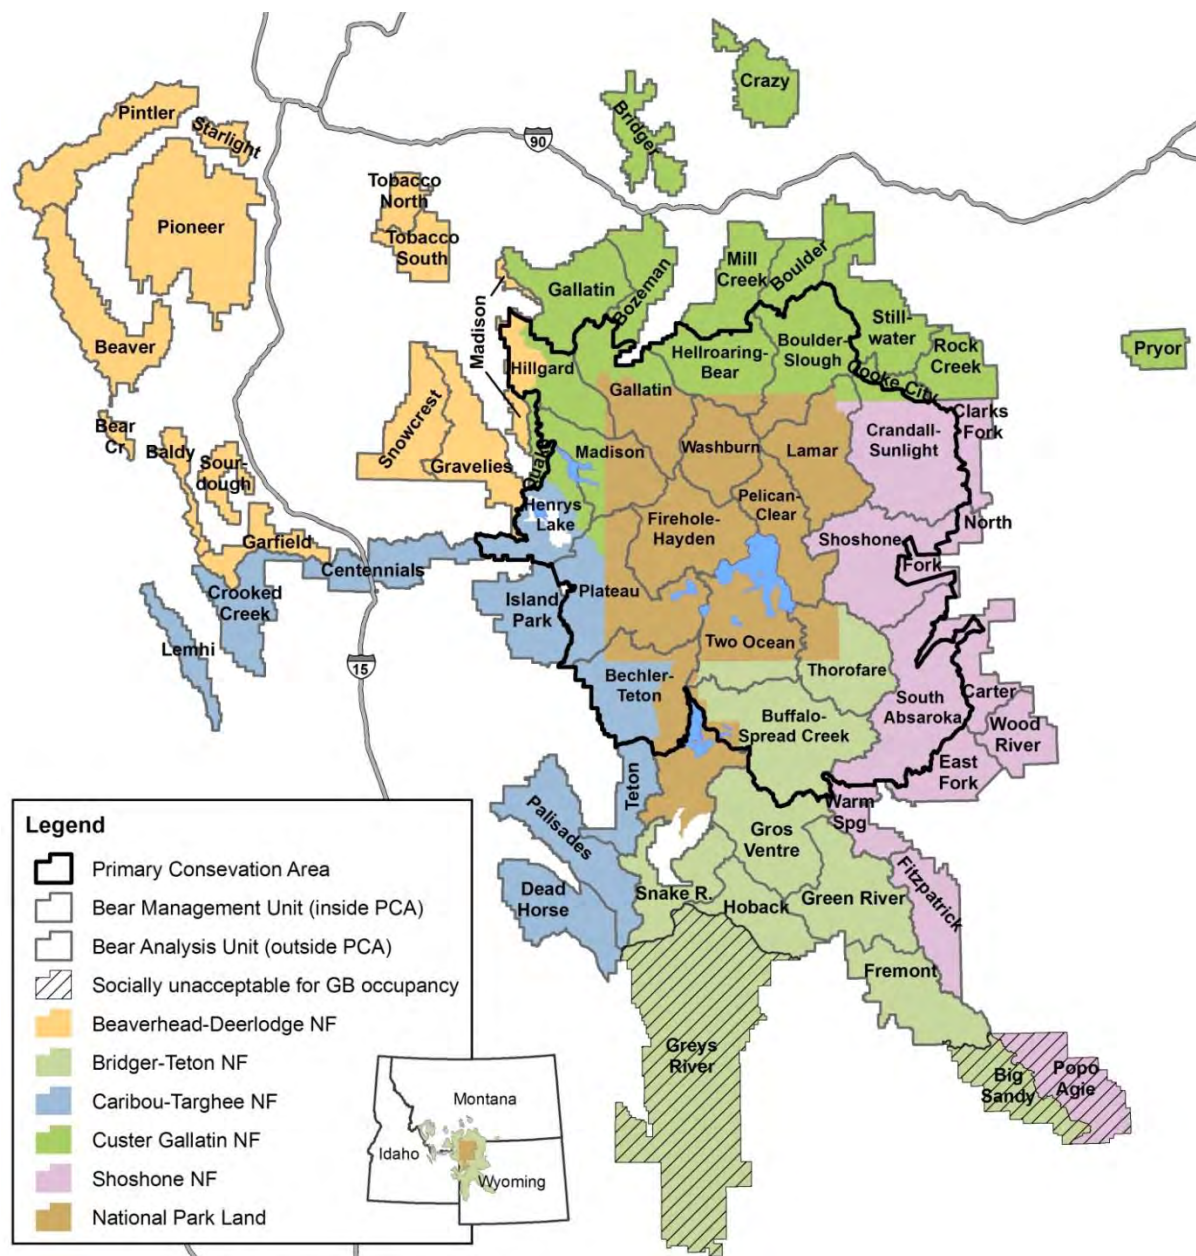 Crazy
Bridger
Pintler
Starlight
90
Tobacco
North
Pioneer
Tobacco
South
Mill
Creek
Boulder
Gallatin
Bozeman
Madison
Still-
water
Beaver
Hellroaring-
Bear
Boulder-
Slough
Rock
Creek
Pryor
Hillgard
Gallatin
Cooke City
Clarks
Fork
Bear
Cr
Baldy
Snowcrest
Crandall-
Sunlight
Sour-
dough
Gravelies
Quake
Madison
Washburn
Lamar
Henrys
Lake
Pelican-
Clear
Firehole-
Hayden
North
Shoshone
Fork
Garfield
Centennials
Crooked
Creek
Island
Park
Plateau
Lemhi
Two Ocean
Thorofare
15
Bechler-
Teton
South
Absaroka
Carter
Buffalo-
Spread Creek
Wood
River
East
Fork
Teton
Warm
Spg
Palisades
Gros
Ventre
Fitzpatrick
Dead
Horse
Snake R.
Hoback
Green River
Fremont
Greys
River
Big
Sandy
Popo
Agie
Legend
Primary Consevation Area
Bear Management Unit (inside PCA)
Bear Analysis Unit (outside PCA)
Socially unacceptable for GB occupancy
Beaverhead-Deerlodge NF
Bridger-Teton NF
Caribou-Targhee NF
Custer Gallatin NF
Shoshone NF
National Park Land
Montana
Idaho
Wyoming